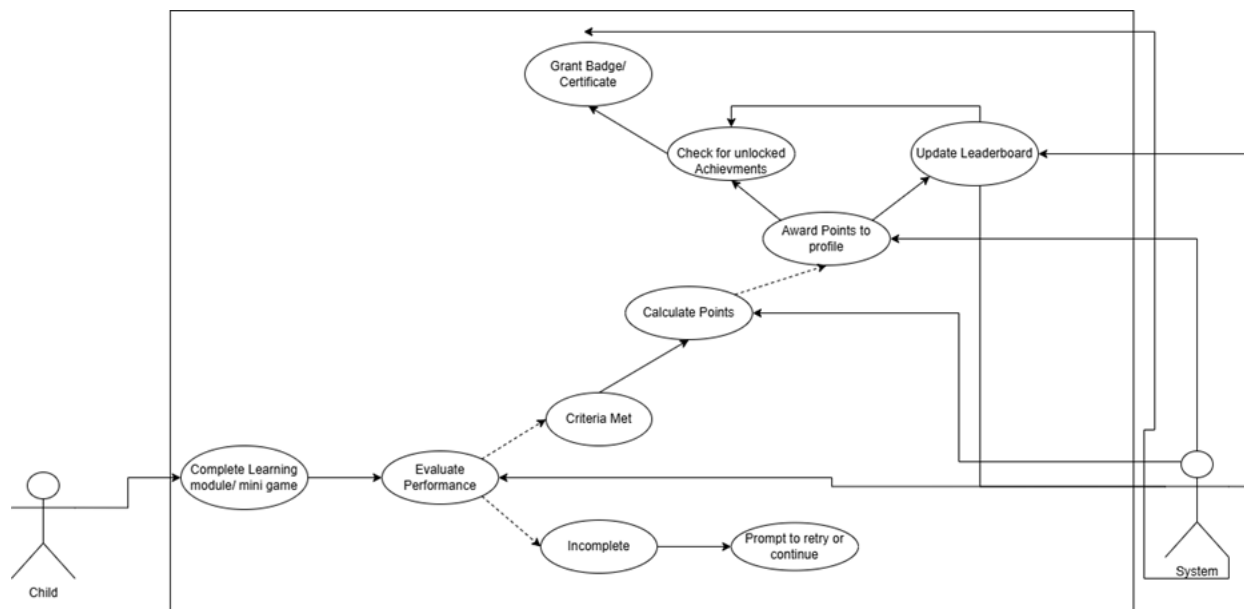 Grant Badge/
Certificate
Check for unlocked
Achievments
Update Leaderboard
Award Points to
profile
Calculate Points
Criteria Met
Complete Learning
module/ mini game
Evaluate
Performance
Incomplete
Prompt to retry or
continue
System
Child